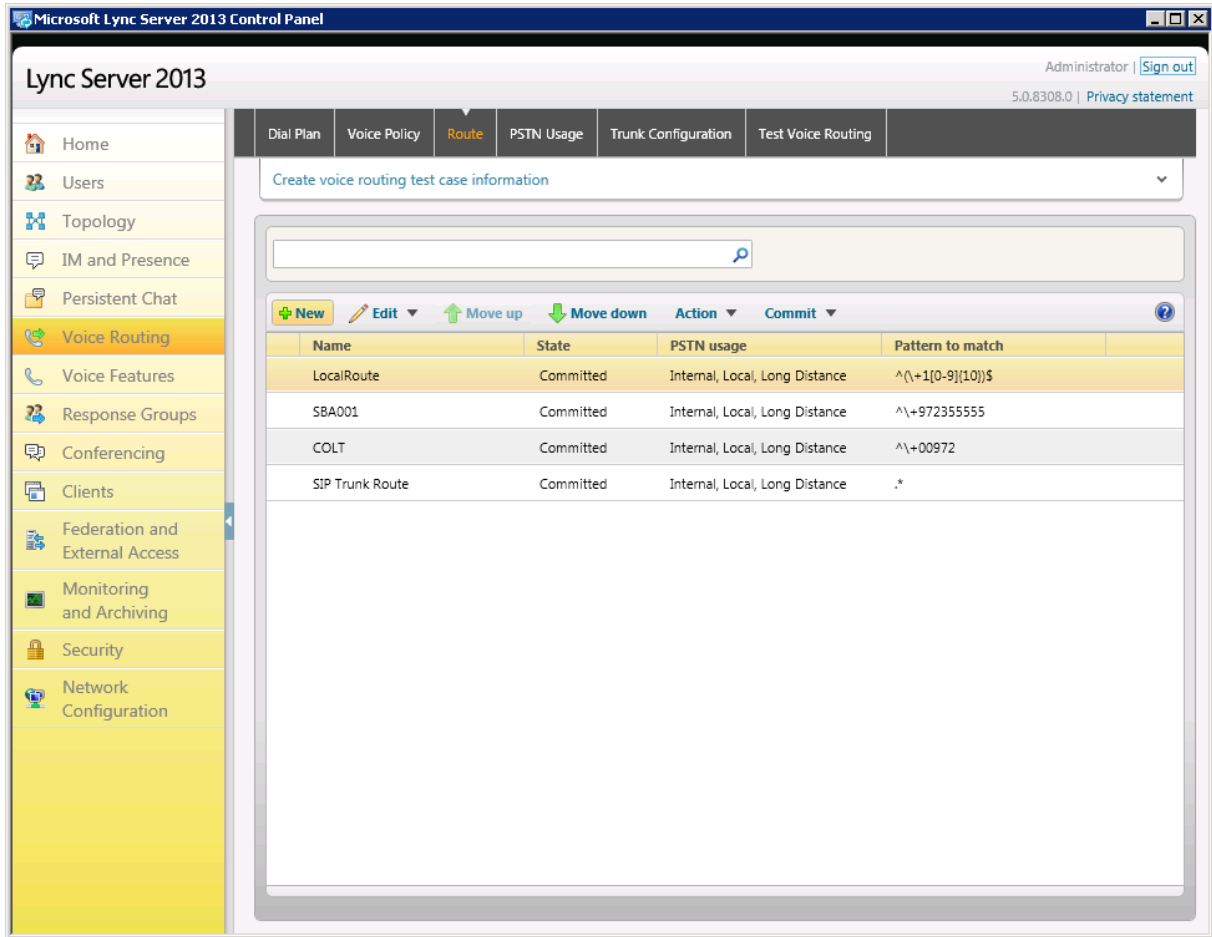 Microsoft Lync Server 2013 Control Panel
Lync Server 2013
Administrator | Sign out
5.0.8308.0 | Privacy statement
Home
Users
Topology
IM and Presence
Persistent Chat
Voice Routing
Voice Features
Response Groups
Conferencing
Clients
Federation and
External Access
Monitoring
and Archiving
Security
Network
Configuration
Dial Plan Voice Policy Route PSTN Usage Trunk Configuration Test Voice Routing
Create voice routing test case information
New Edit Move up Move down Action Commit
Name State PSTN usage Pattern to match
LocalRoute Committed Internal, Local, Long Distance ^(\+1[0-9]{10})$
SBA001 Committed Internal, Local, Long Distance ^\+972355555
COLT Committed Internal, Local, Long Distance ^\+00972
SIP Trunk Route Committed Internal, Local, Long Distance .*